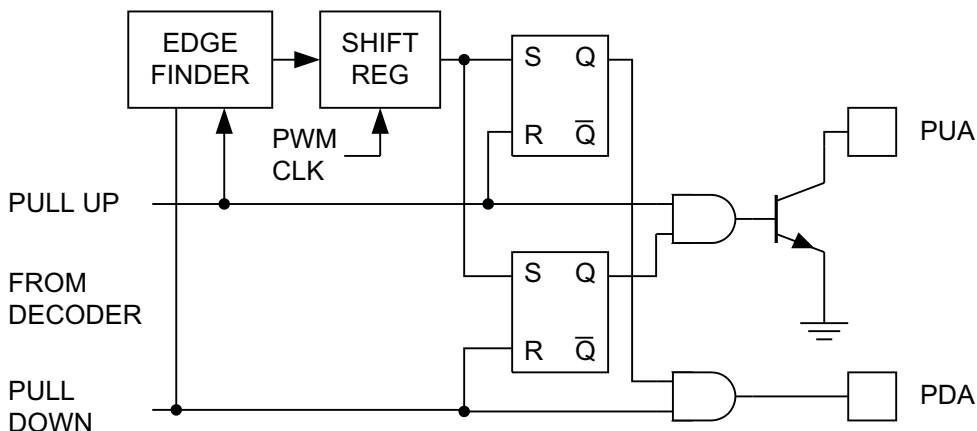 EDGE
FINDER
SHIFT
REG
S Q
R Q̅
PWM
CLK
PUA
PULL UP
FROM
DECODER
S Q
R Q̅
PULL
DOWN
PDA